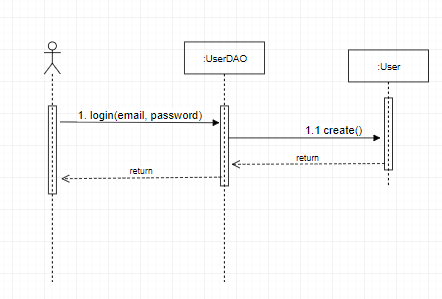 :UserDAO
:User
1. login(email, password)
1.1 create()
return
return